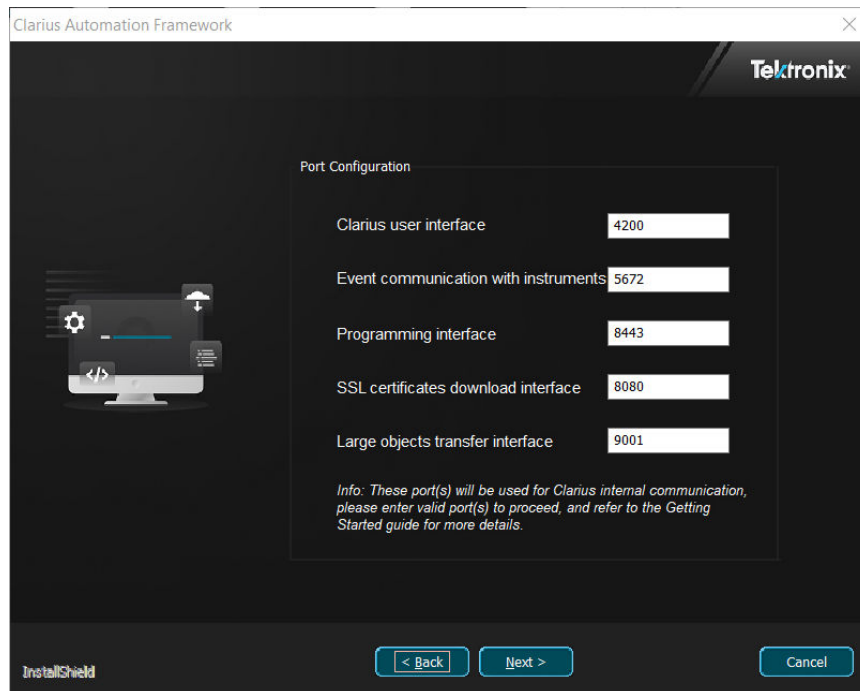 Clarius Automation Framework
Tektronix
Port Configuration
Clarius user interface 4200
Event communication with instruments 5672
Programming interface 8443
SSL certificates download interface 8080
Large objects transfer interface 9001
Info: These port(s) will be used for Clarius internal communication,
please enter valid port(s) to proceed, and refer to the Getting
Started guide for more details.
</>
InstallShield
< Back
Next >
Cancel